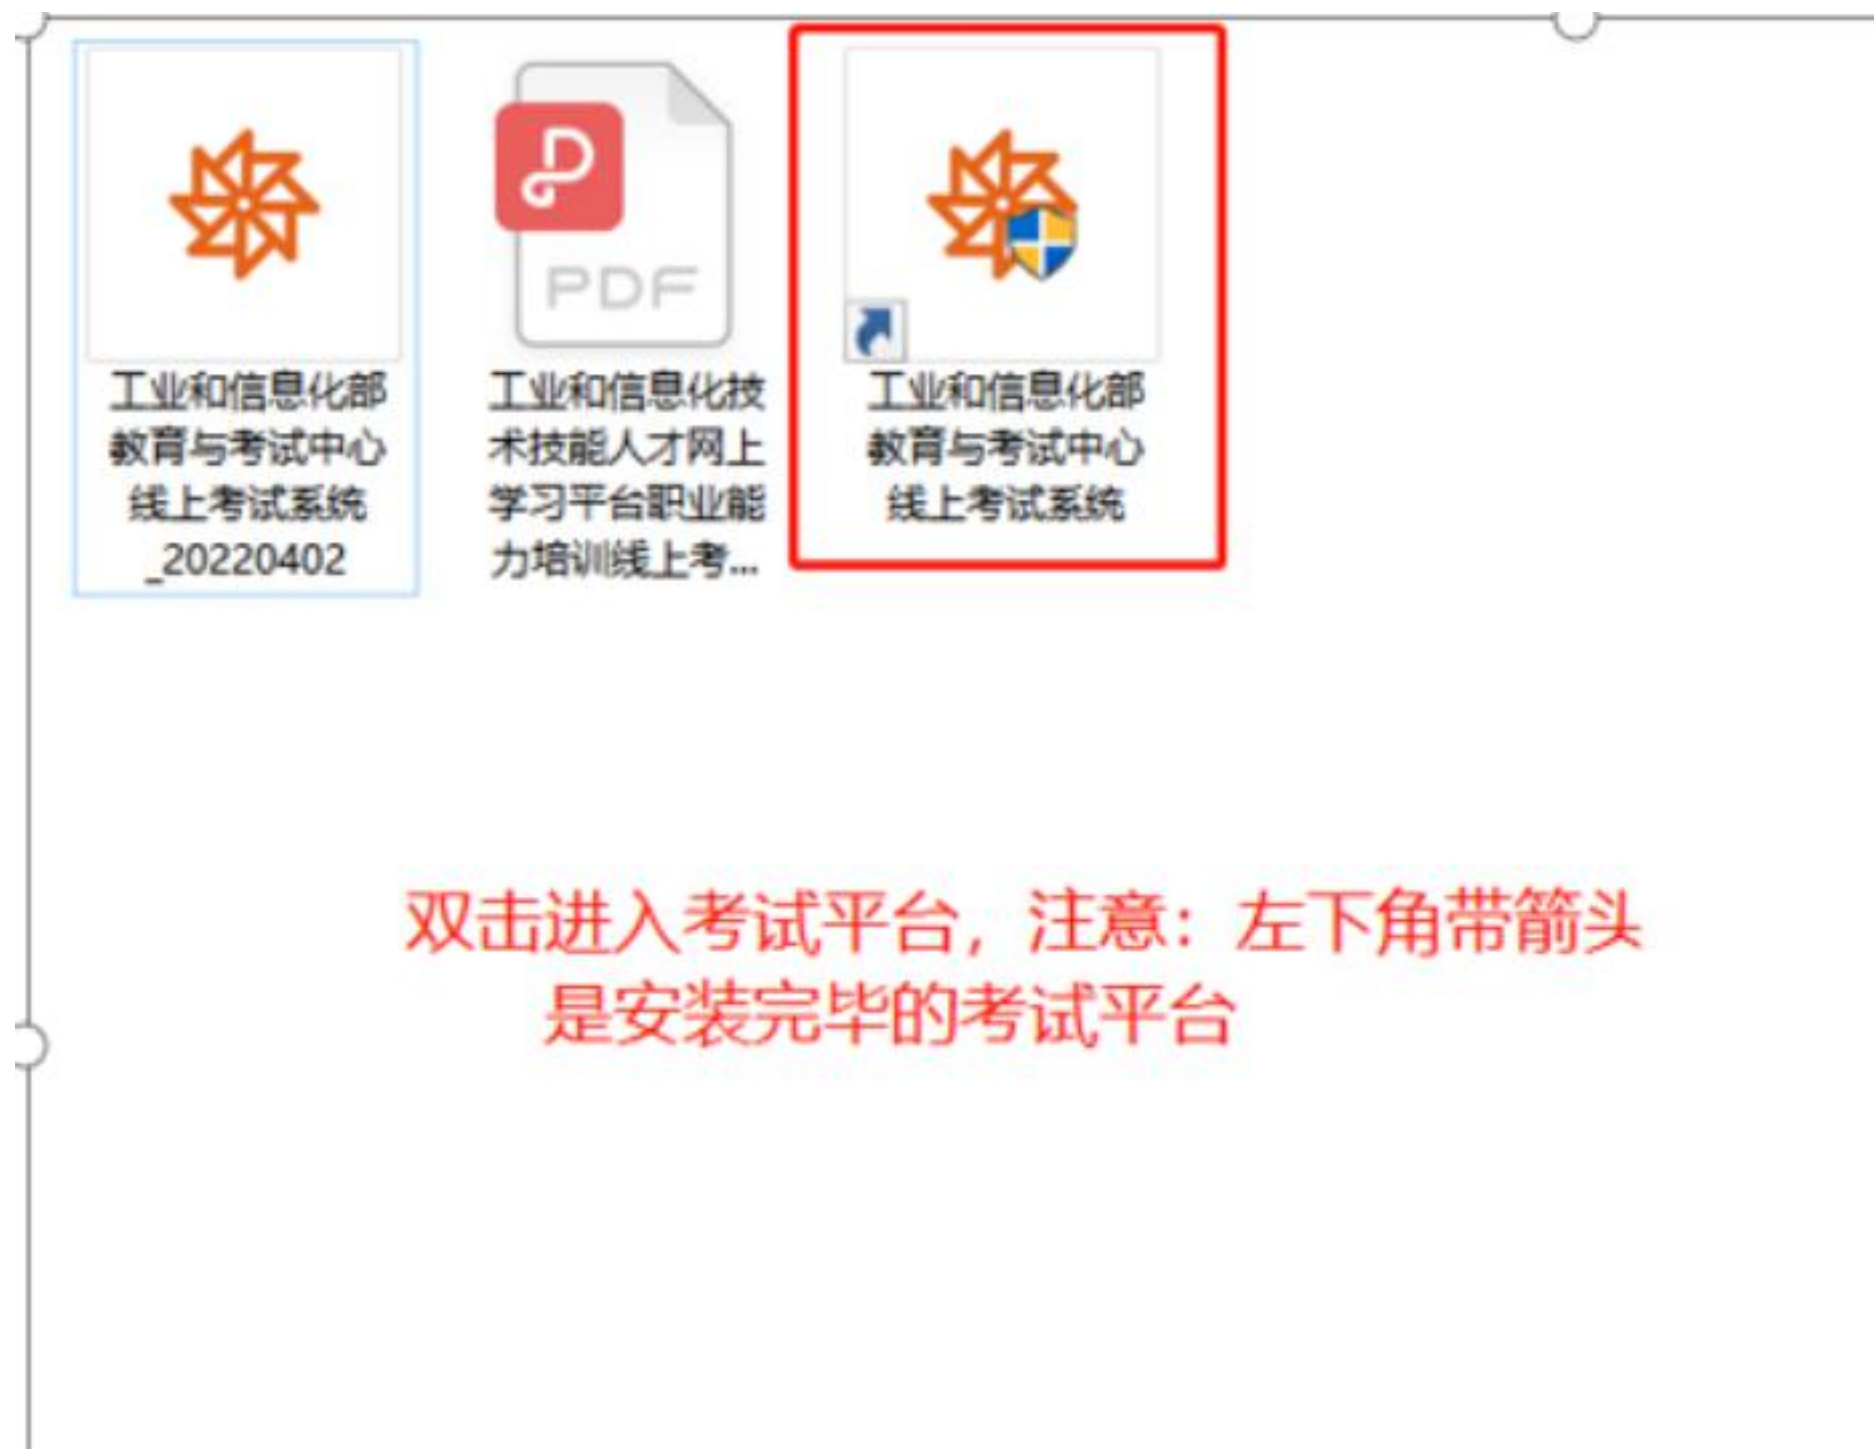 PDF
工业和信息化部
教育与考试中心
线上考试系统
_20220402
工业和信息化技
术技能人才网上
学习平台职业能
力培训线上考...
工业和信息化部
教育与考试中心
线上考试系统
双击进入考试平台，注意：左下角带箭头
是安装完毕的考试平台